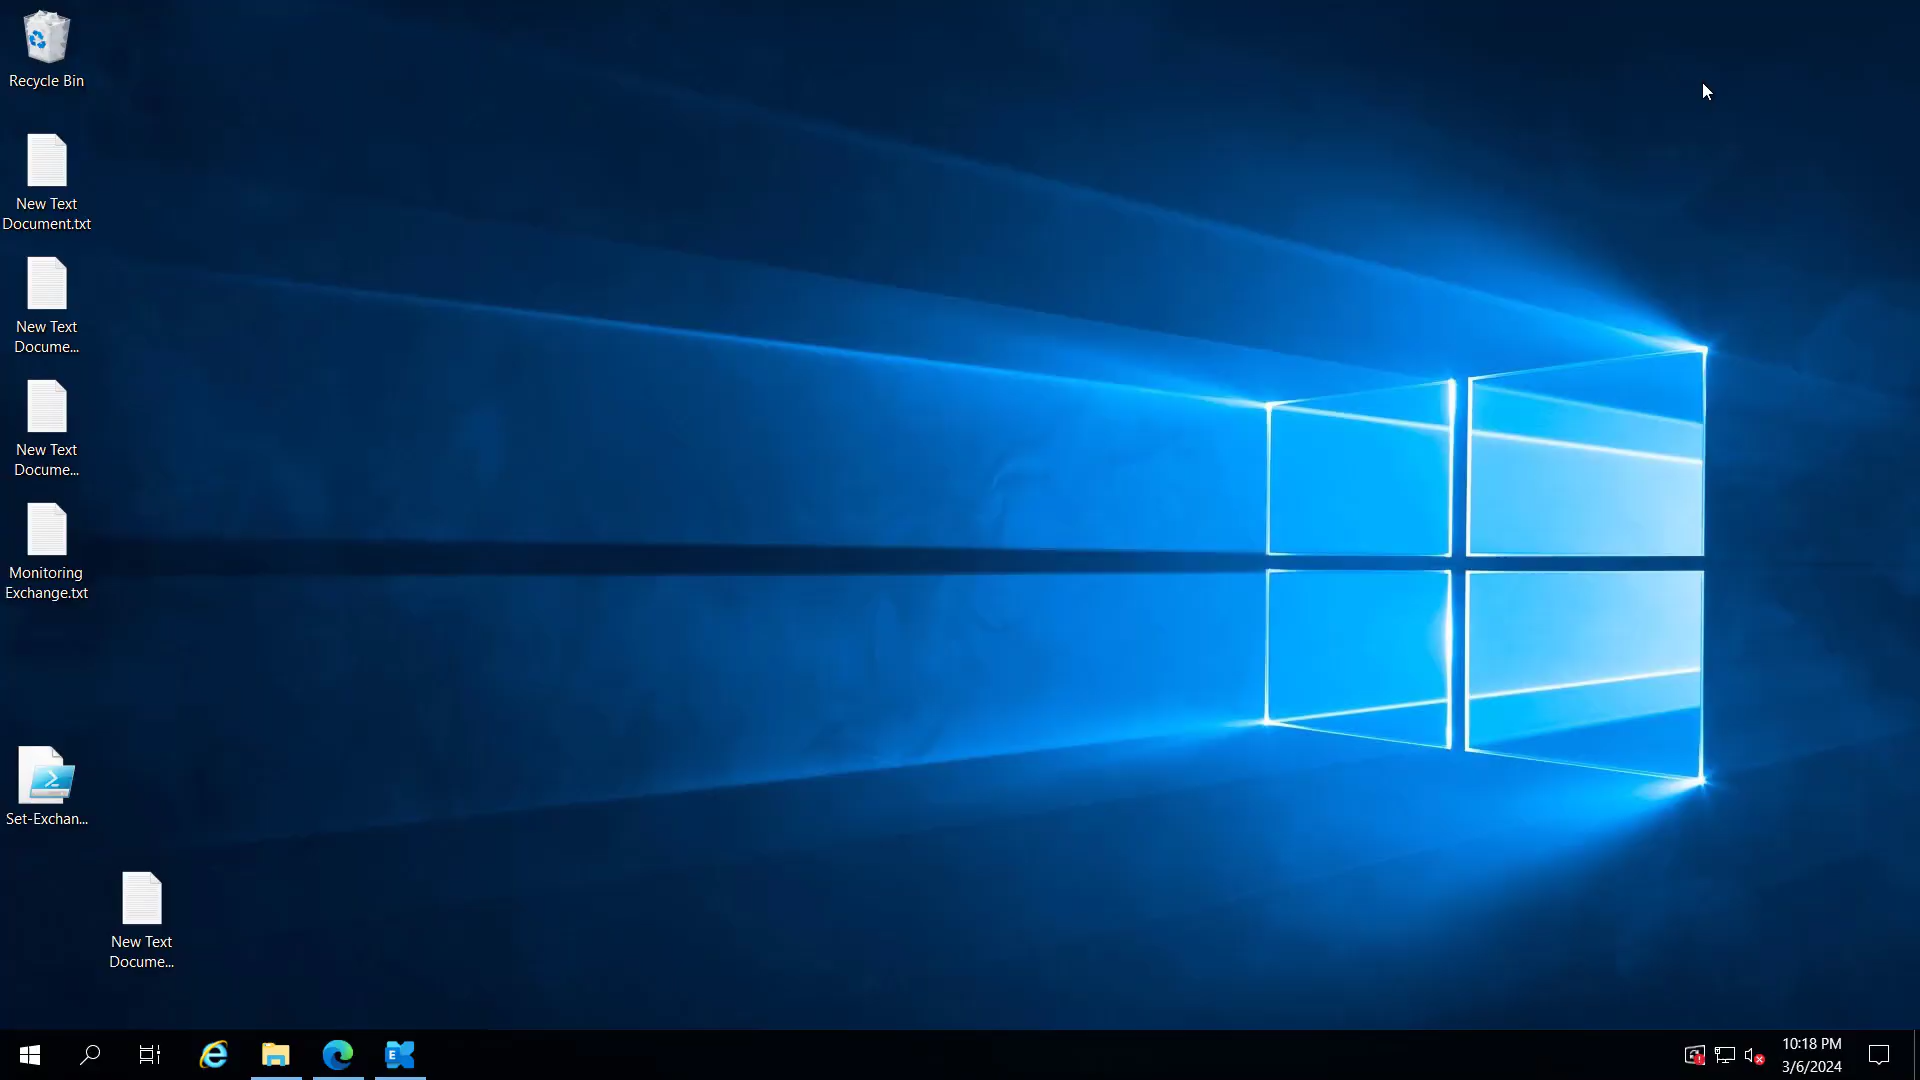 Recycle Bin
New Text
Document.txt
New Text
Docume...
New Text
Docume...
Monitoring
Exchange.txt
Set-Exchan...
New Text
Docume...
10:18 PM
3/6/2024